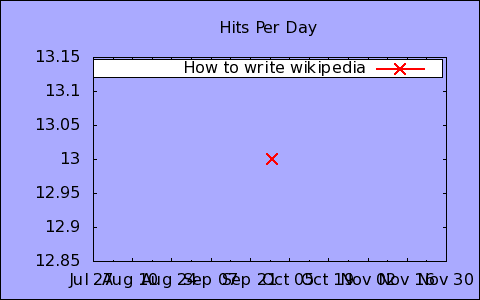 Hits Per Day
13.15
How to write wikipedia
13.1
13.05
13
12.95
12.9
12.85
Jul 27 Aug 10 Aug 24 Sep 07 Sep 21 Oct 05 Oct 19 Nov 02 Nov 16 Nov 30